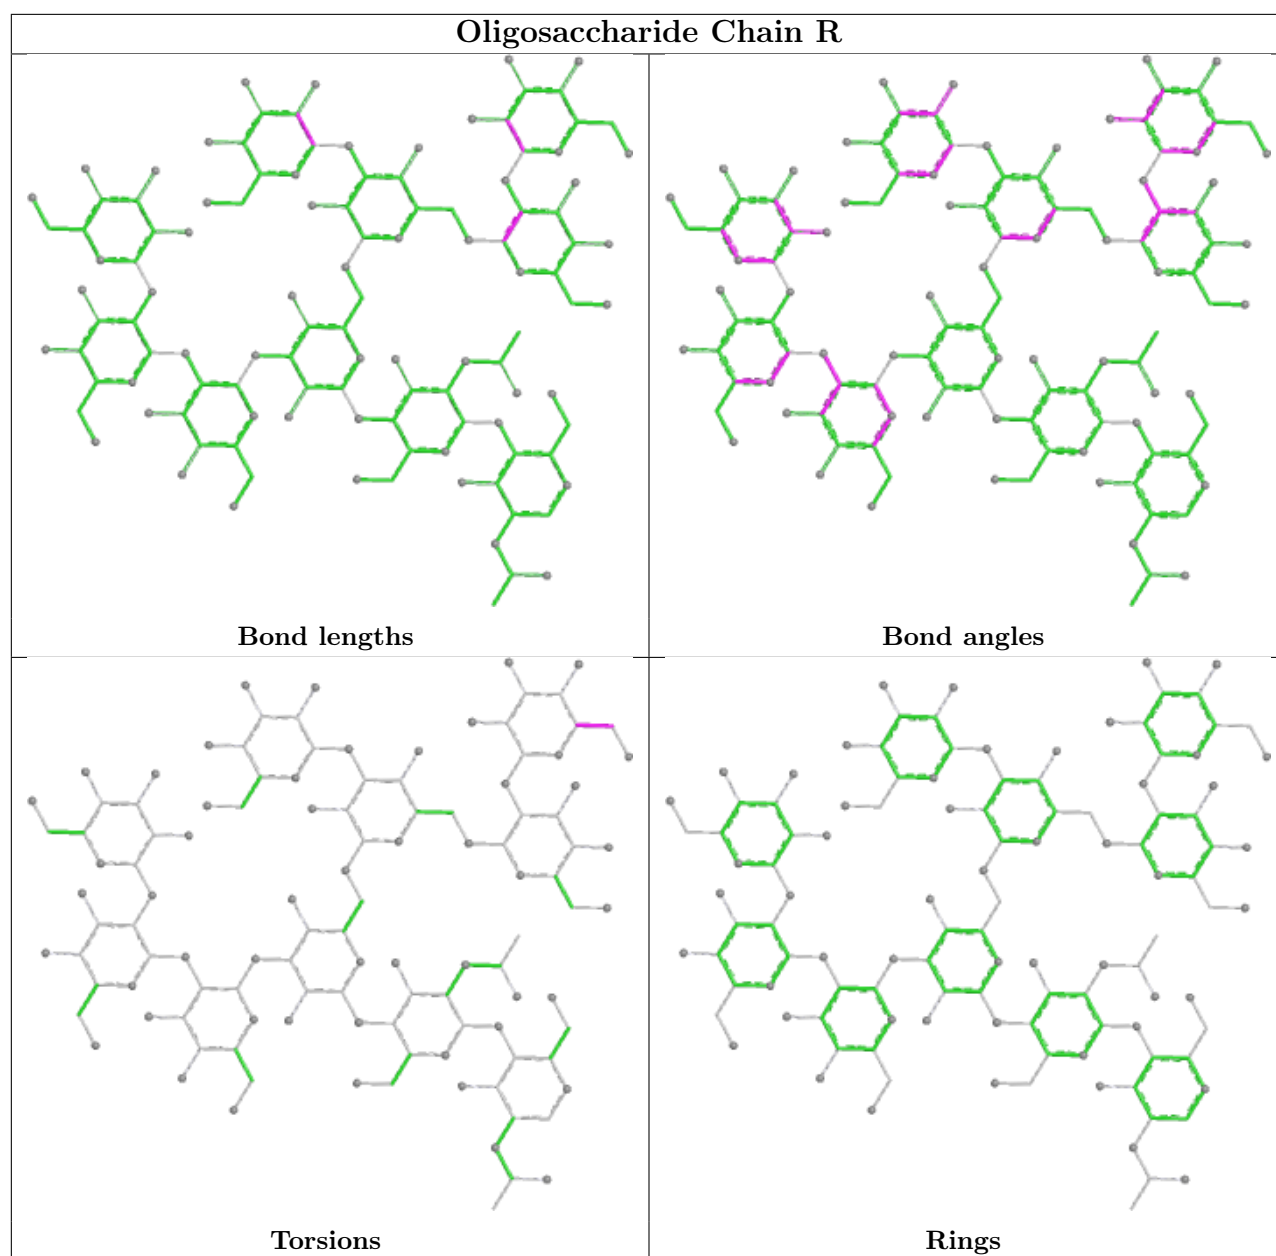 Oligosaccharide Chain R
Bond lengths
Bond angles
Torsions
Rings